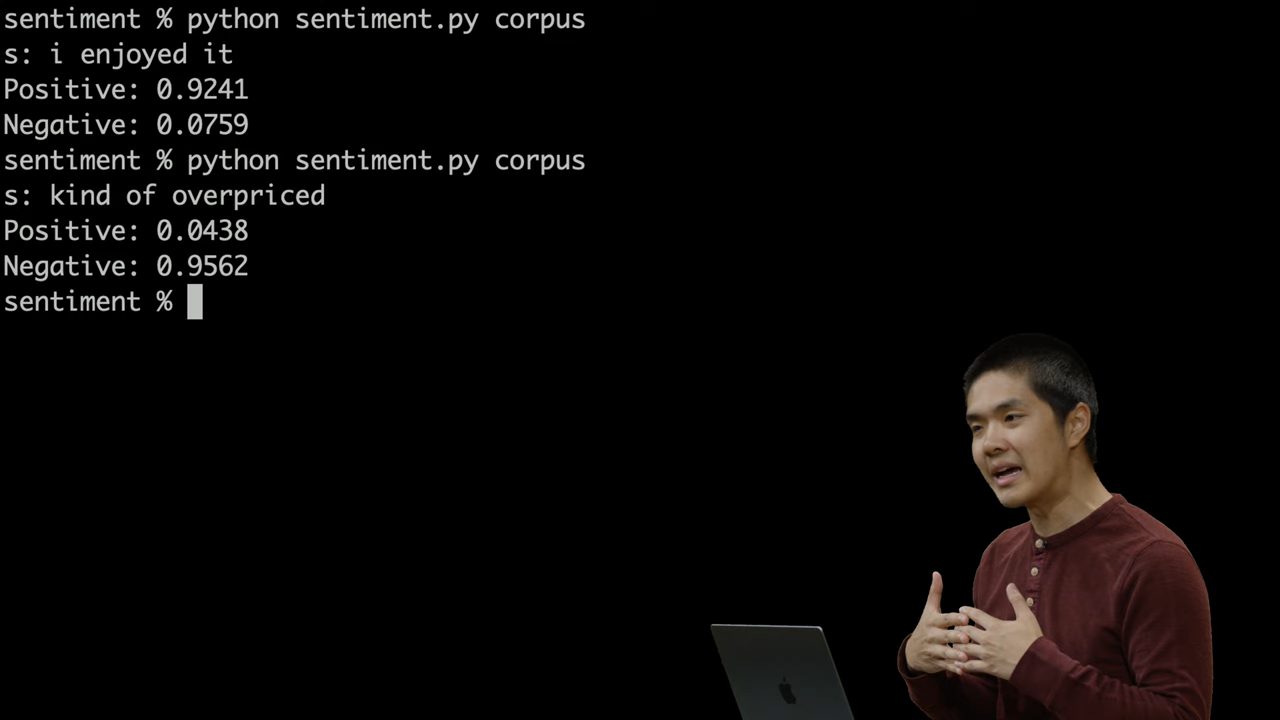 sentiment % python sentiment.py corpus
s: i enjoyed it
Positive: 0.9241
Negative: 0.0759
sentiment % python sentiment.py corpus
s: kind of overpriced
Positive: 0.0438
Negative: 0.9562
sentiment %